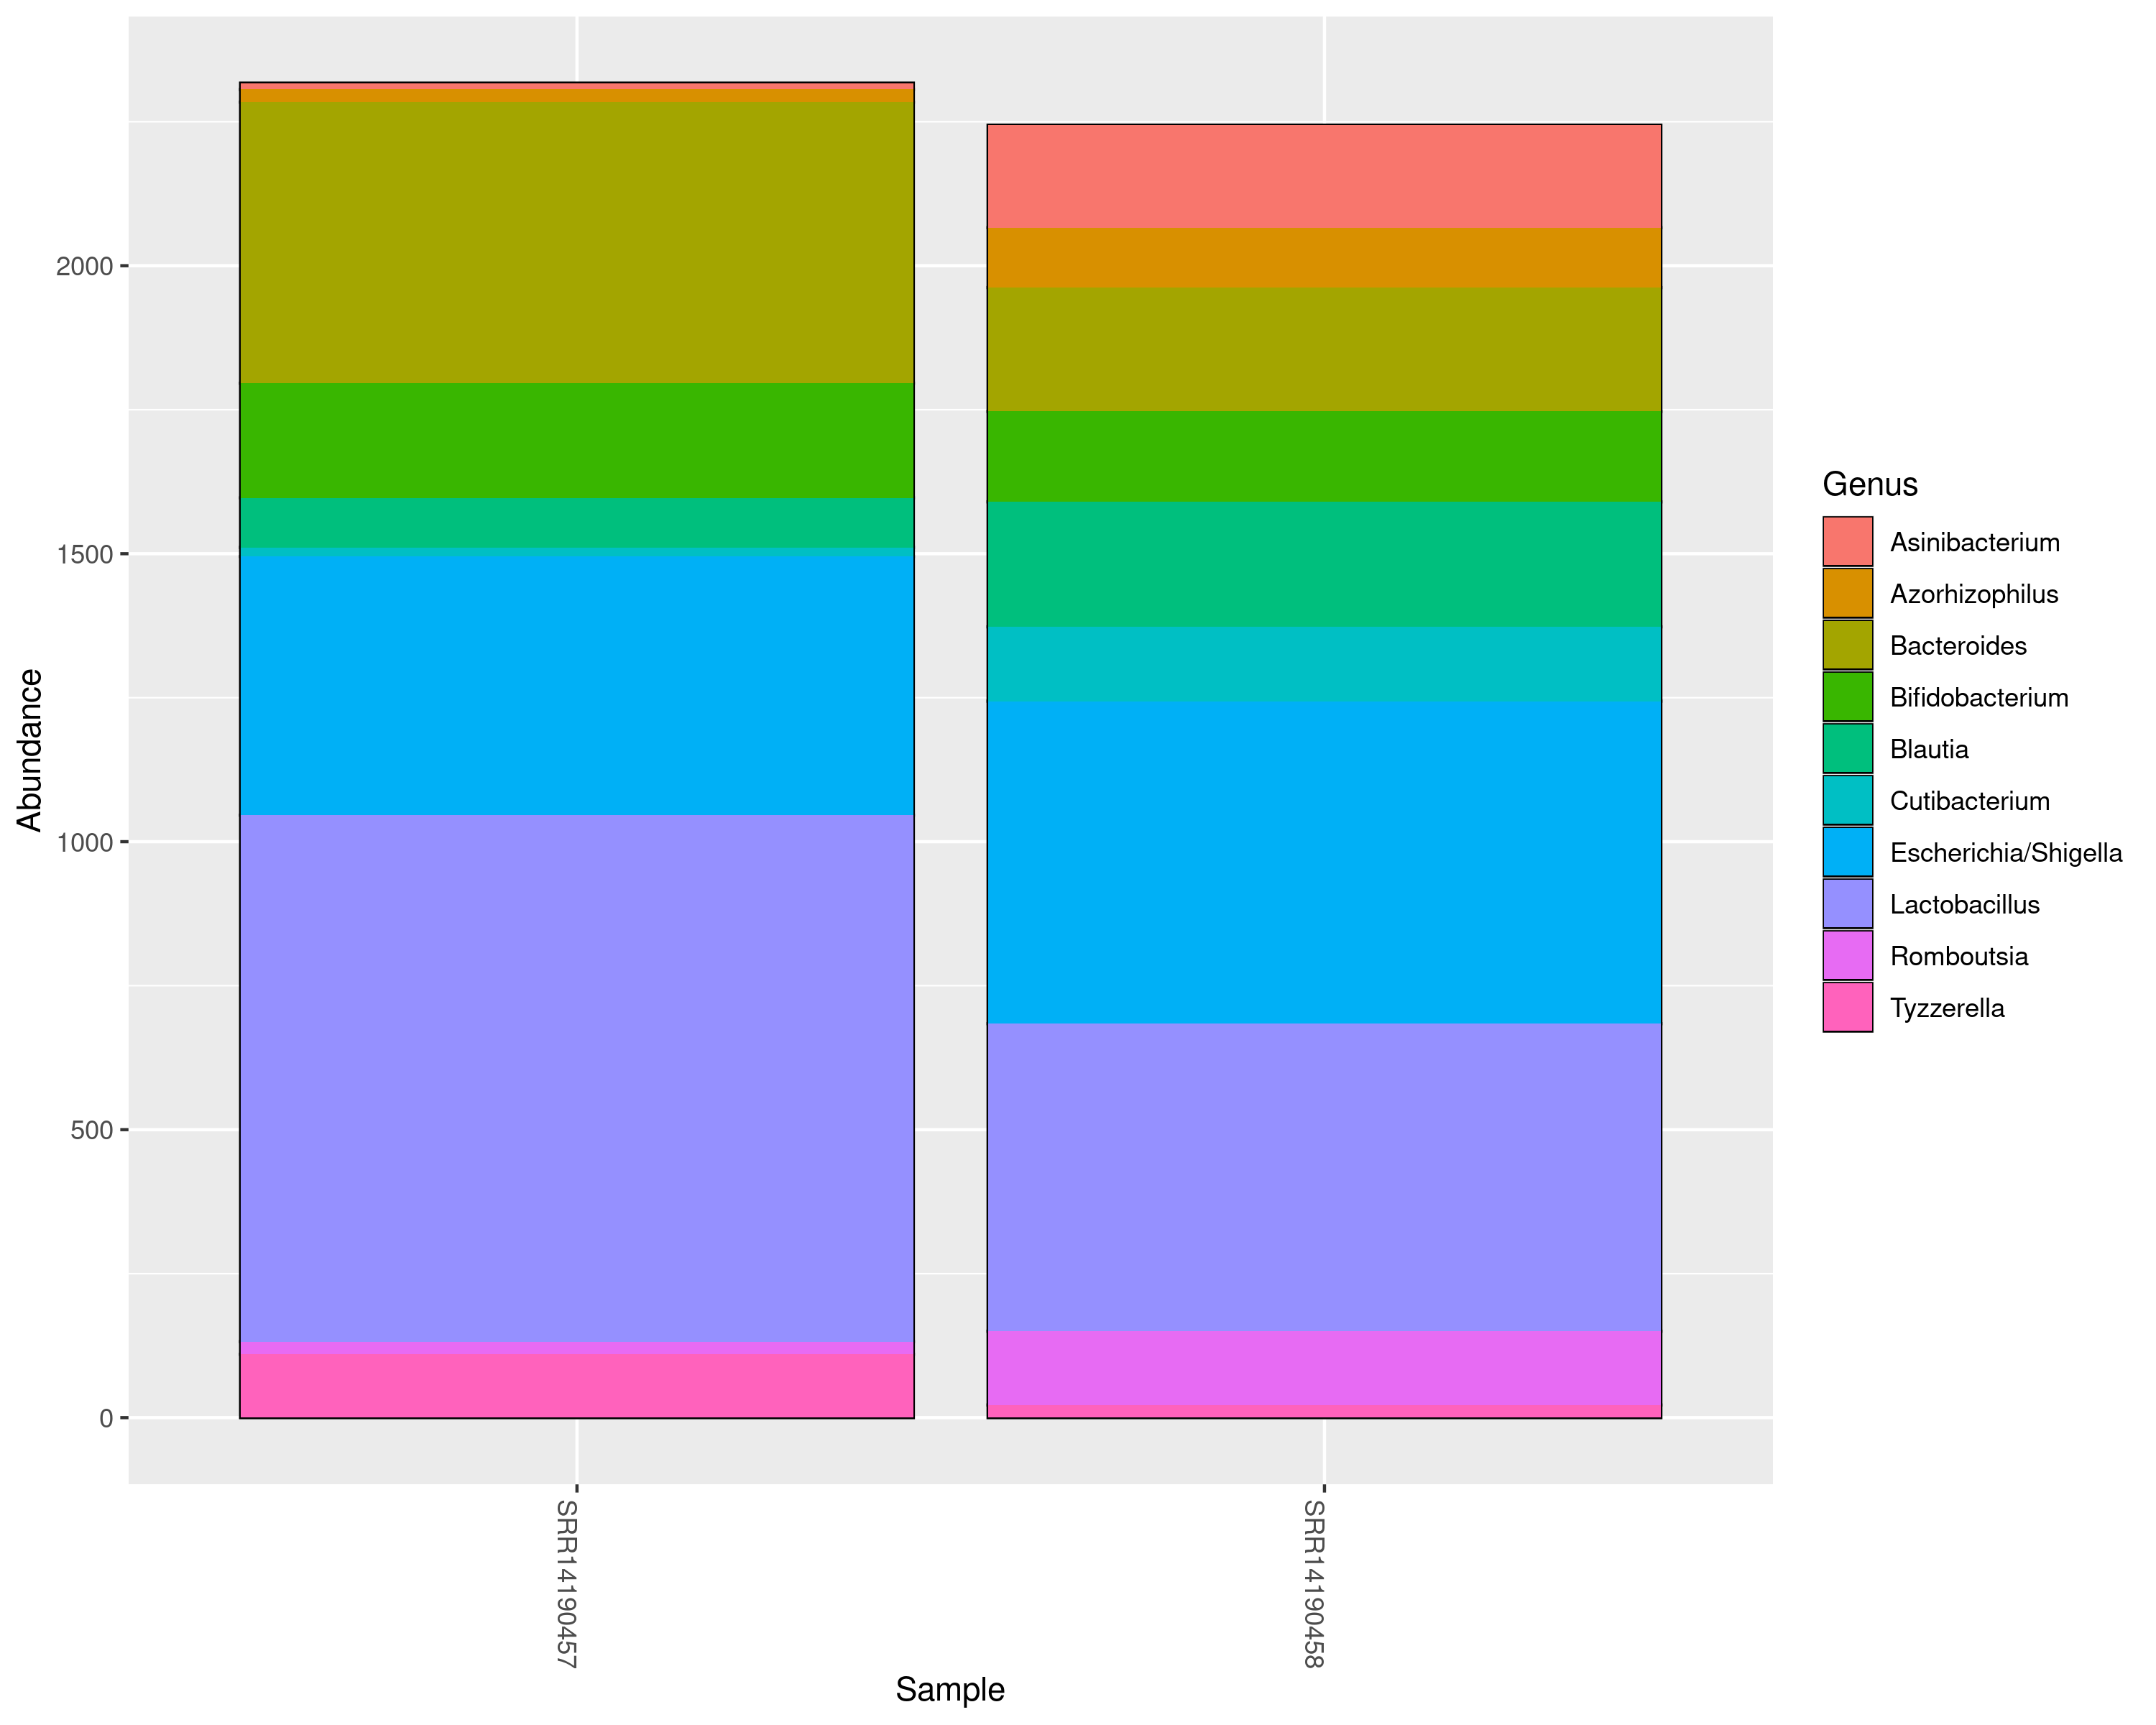 Abundance
2000
1500
1000
500
0
SRR14190457
SRR14190458
Sample
Genus
Asinibacterium
Azorhizophilus
Bacteroides
Bifidobacterium
Blautia
Cutibacterium
Escherichia/Shigella
Lactobacillus
Romboutsia
Tyzzerella